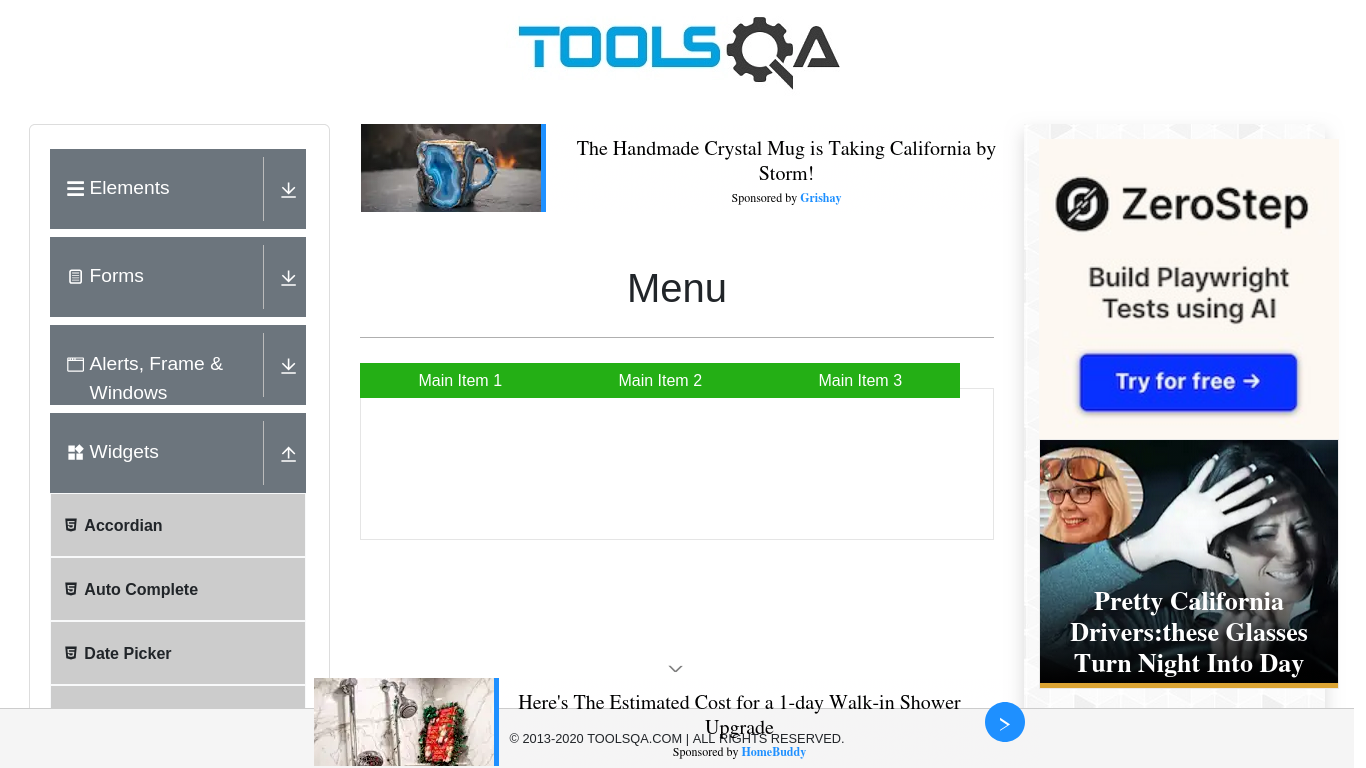 TOOLSQA
Elements
Forms
Alerts, Frame &
Windows
Widgets
Accordian
Auto Complete
Date Picker
The Handmade Crystal Mug is Taking California by
Storm!
Sponsored by Grishay
Menu
Main Item 1
Main Item 2
Main Item 3
ZeroStep
Build Playwright
Tests using AI
Try for free →
Pretty California
Drivers:these Glasses
Turn Night Into Day
Here's The Estimated Cost for a 1-day Walk-in Shower
Upgrade
© 2013-2020 TOOLSQA.COM | ALL RIGHTS RESERVED.
Sponsored by HomeBuddy